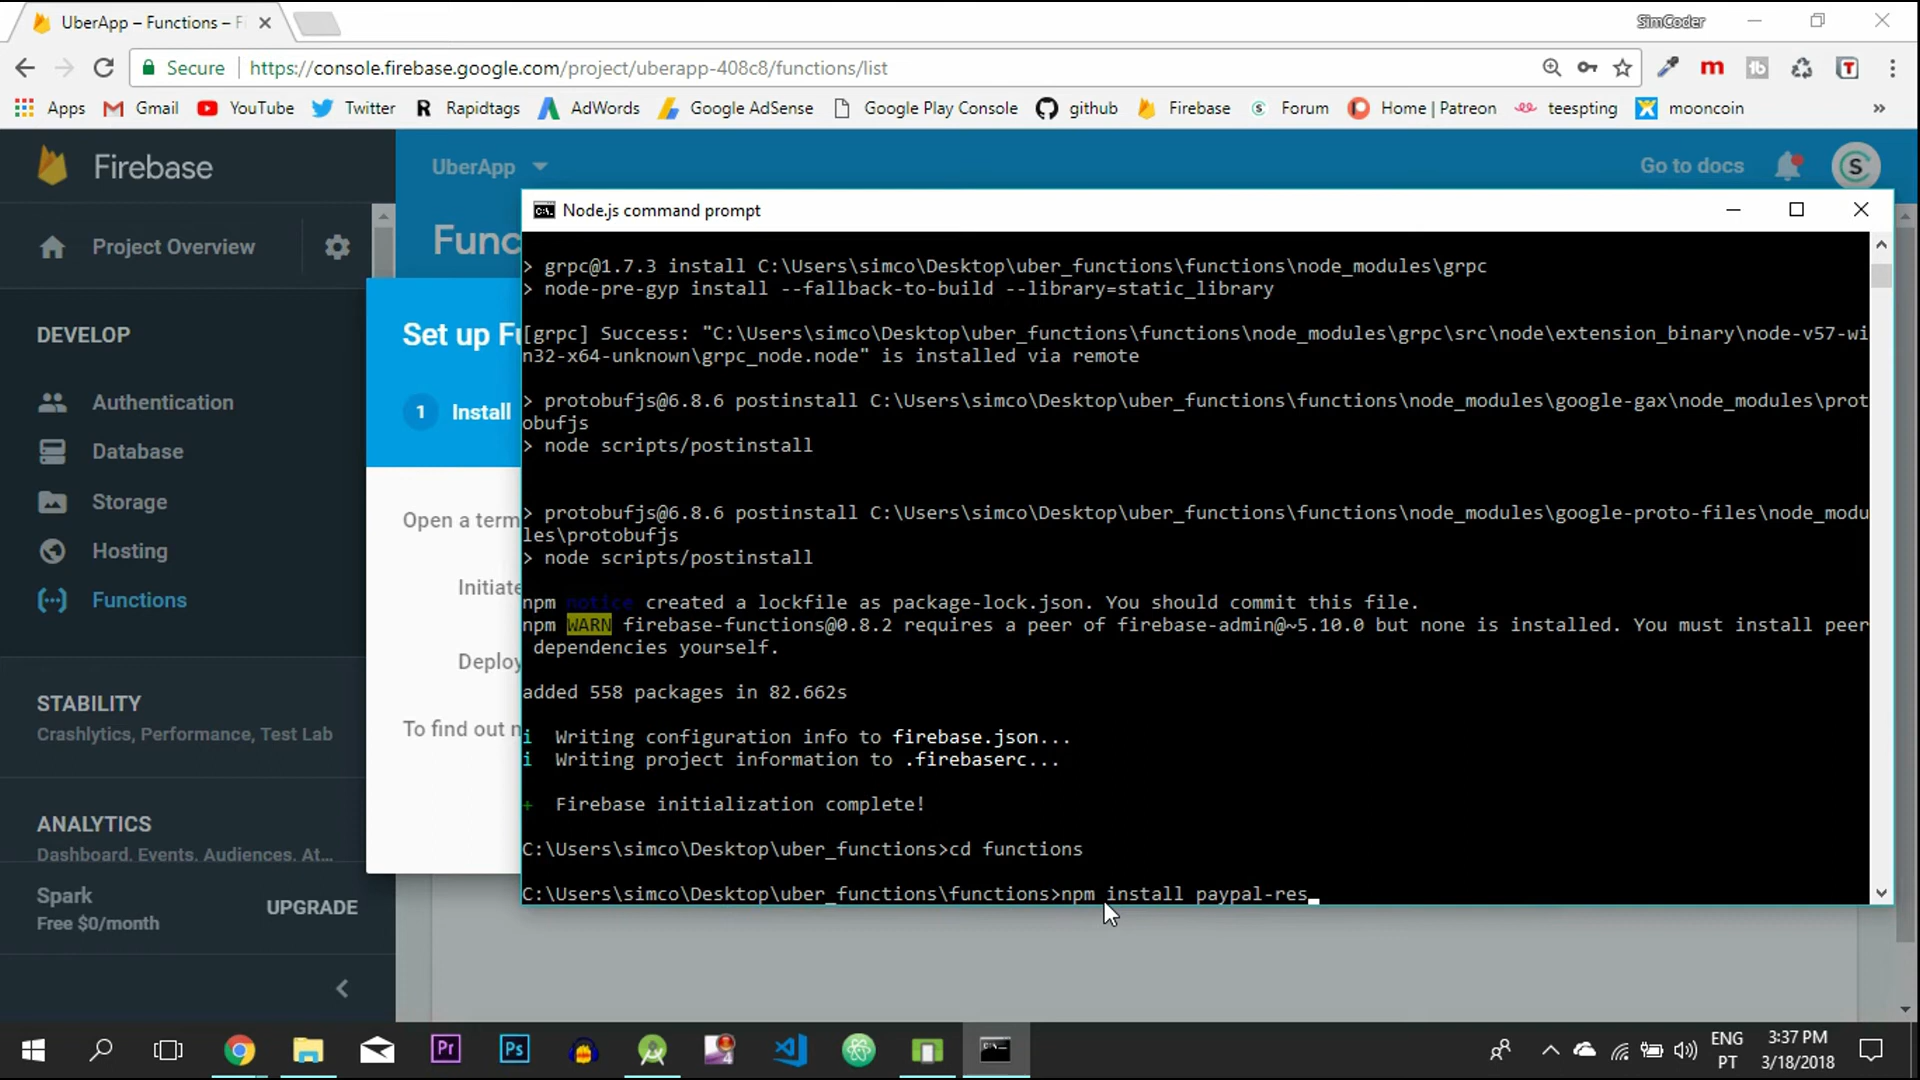 UberApp – Functions – F
SimCoder
Secure
https://console.firebase.google.com/project/uberapp-408c8/functions/list
Apps
Gmail
YouTube
Twitter
Rapidtags
AdWords
Google AdSense
Google Play Console
github
Firebase
Forum
Home | Patreon
teespting
mooncoin
Firebase
UberApp
Go to docs
Project Overview
Func
DEVELOP
Authentication
Database
Storage
Hosting
Functions
STABILITY
Crashlytics, Performance, Test Lab
ANALYTICS
Dashboard, Events, Audiences, At...
Spark
Free $0/month
UPGRADE
Set up Fu
1 Install
Open a term
Initiate
Deploy
To find out n
Node.js command prompt
> grpc@1.7.3 install C:\Users\simco\Desktop\uber_functions\functions\node_modules\grpc
> node-pre-gyp install --fallback-to-build --library=static_library
[grpc] Success: "C:\Users\simco\Desktop\uber_functions\functions\node_modules\grpc\src\node\extension_binary\node-v57-wi
n32-x64-unknown\grpc_node.node" is installed via remote
> protobufjs@6.8.6 postinstall C:\Users\simco\Desktop\uber_functions\functions\node_modules\google-gax\node_modules\prot
obufjs
> node scripts/postinstall
> protobufjs@6.8.6 postinstall C:\Users\simco\Desktop\uber_functions\functions\node_modules\google-proto-files\node_modu
les\protobufjs
> node scripts/postinstall
npm notice created a lockfile as package-lock.json. You should commit this file.
npm WARN firebase-functions@0.8.2 requires a peer of firebase-admin@~5.10.0 but none is installed. You must install peer
dependencies yourself.
added 558 packages in 82.662s
i Writing configuration info to firebase.json...
i Writing project information to .firebaserc...
+ Firebase initialization complete!
C:\Users\simco\Desktop\uber_functions>cd functions
C:\Users\simco\Desktop\uber_functions\functions>npm install paypal-res_
ENG
PT
3:37 PM
3/18/2018